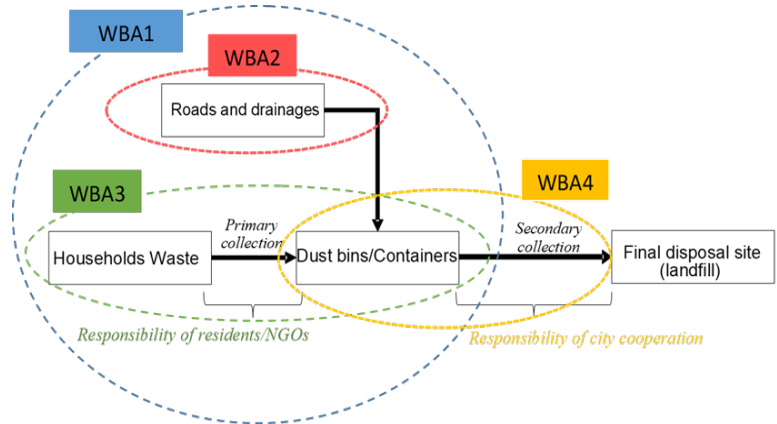 WBA1
WBA2
Roads and drainages
WBA3
WBA4
Primary
collection
Secondary
collection
Households Waste
Dust bins/Containers
Final disposal site
(landfill)
Responsibility of residents/NGOs
Responsibility of city cooperation